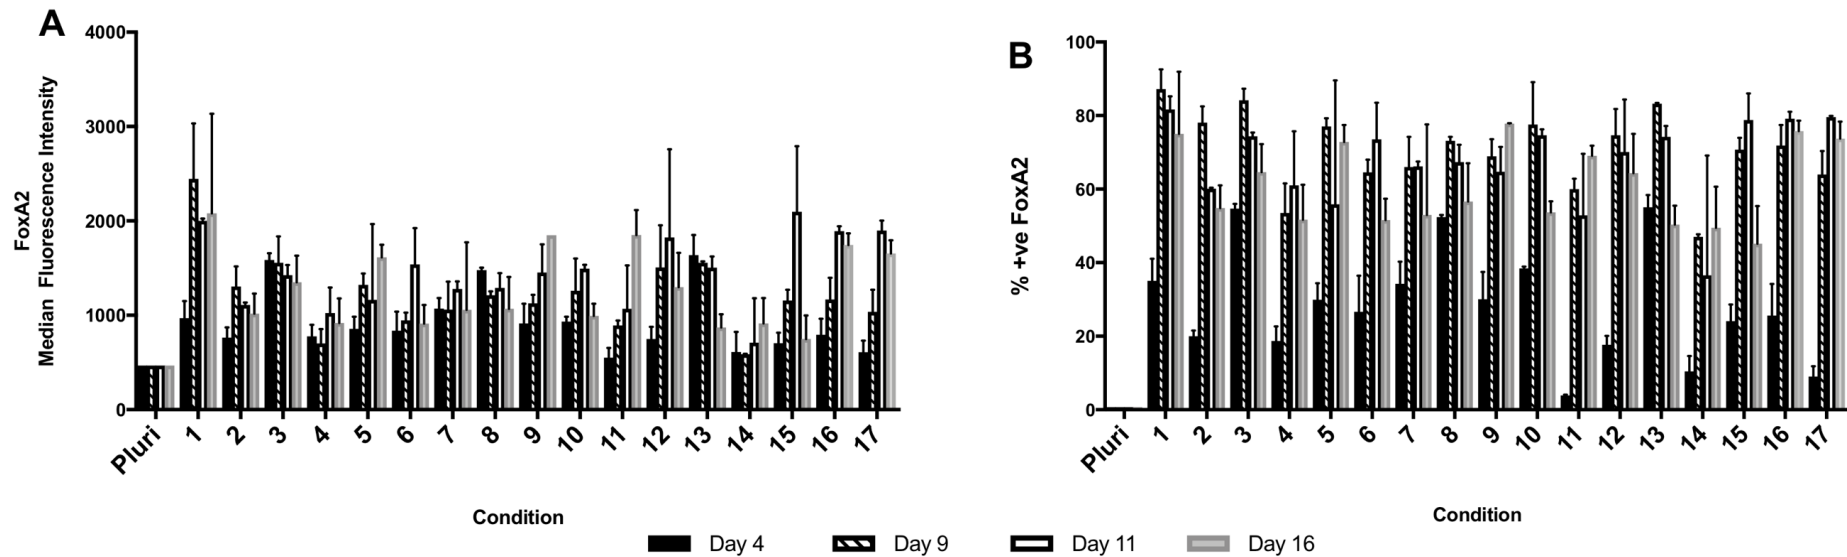 A
FoxA2
Median Fluorescence Intensity
4000
3000
2000
1000
0
Pluri 1 2 3 4 5 6 7 8 9 10 11 12 13 14 15 16 17
Condition
B
% +ve FoxA2
100
80
60
40
20
0
Pluri 1 2 3 4 5 6 7 8 9 10 11 12 13 14 15 16 17
Condition
Day 4 Day 9 Day 11 Day 16